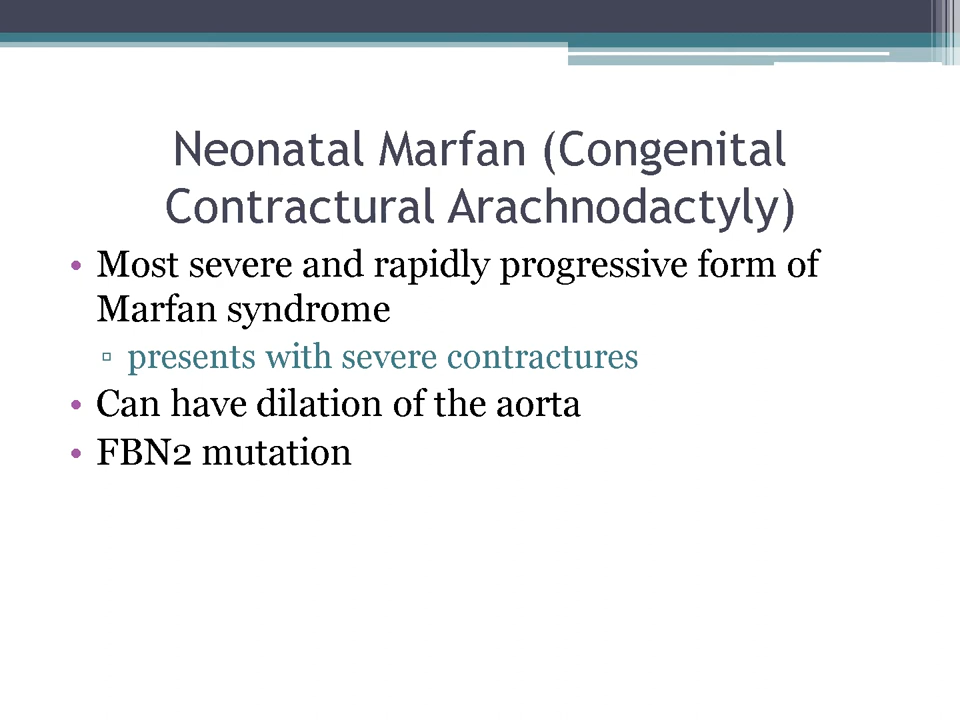 Neonatal Marfan (Congenital
Contractural Arachnodactyly)
• Most severe and rapidly progressive form of
Marfan syndrome
▫ presents with severe contractures
• Can have dilation of the aorta
• FBN2 mutation